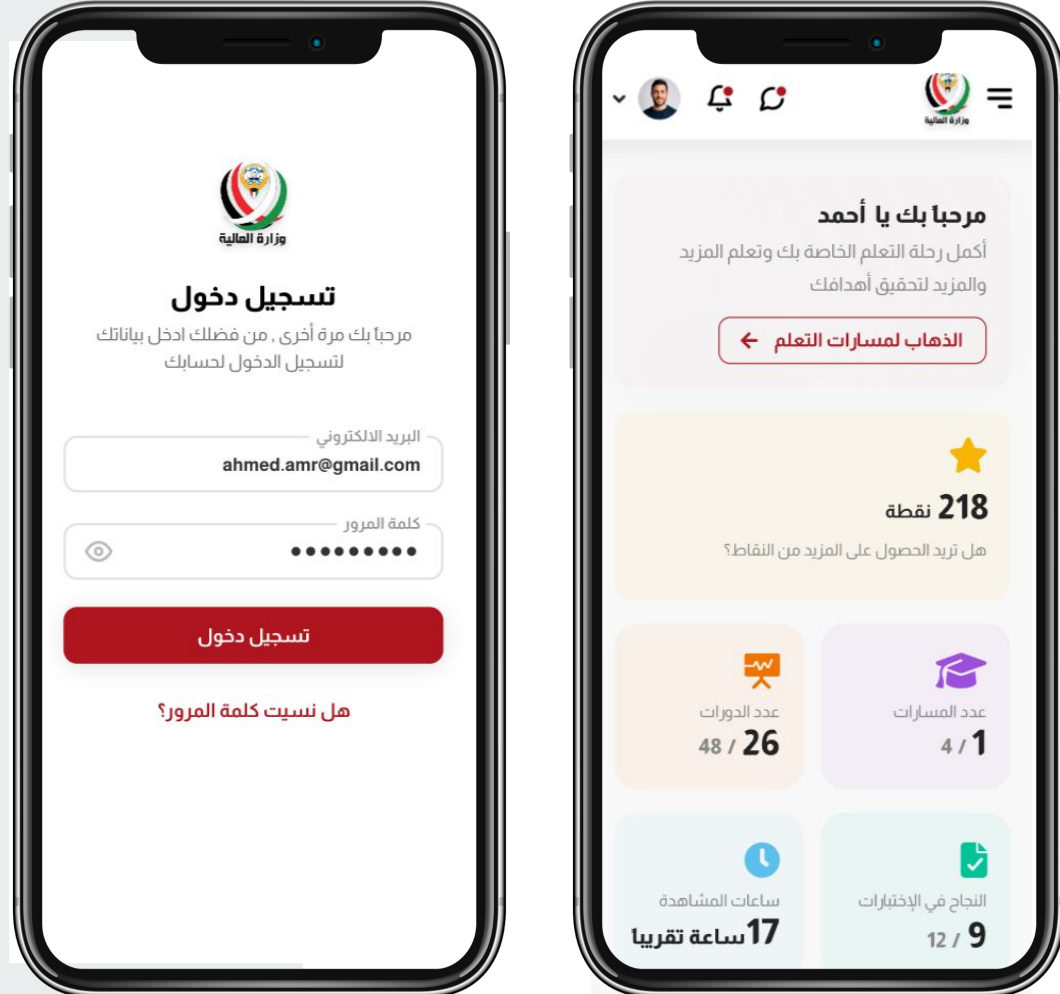 وزارة المالية
تسجيل دخول
مرحباً بك مرة أخرى , من فضلك ادخل بياناتك
لتسجيل الدخول لحسابك
البريد الالكتروني
ahmed.amr@gmail.com
كلمة المرور
تسجيل دخول
هل نسيت كلمة المرور؟
وزارة المالية
مرحباً بك يا أحمد
أكمل رحلة التعلم الخاصة بك وتعلم المزيد
والمزيد لتحقيق أهدافك
الذهاب لمسارات التعلم
218 نقطة
هل تريد الحصول على المزيد من النقاط؟
عدد المسارات
1 / 4
عدد الدورات
26 / 48
النجاح في الإختبارات
9 / 12
ساعات المشاهدة
17 ساعة تقريباً